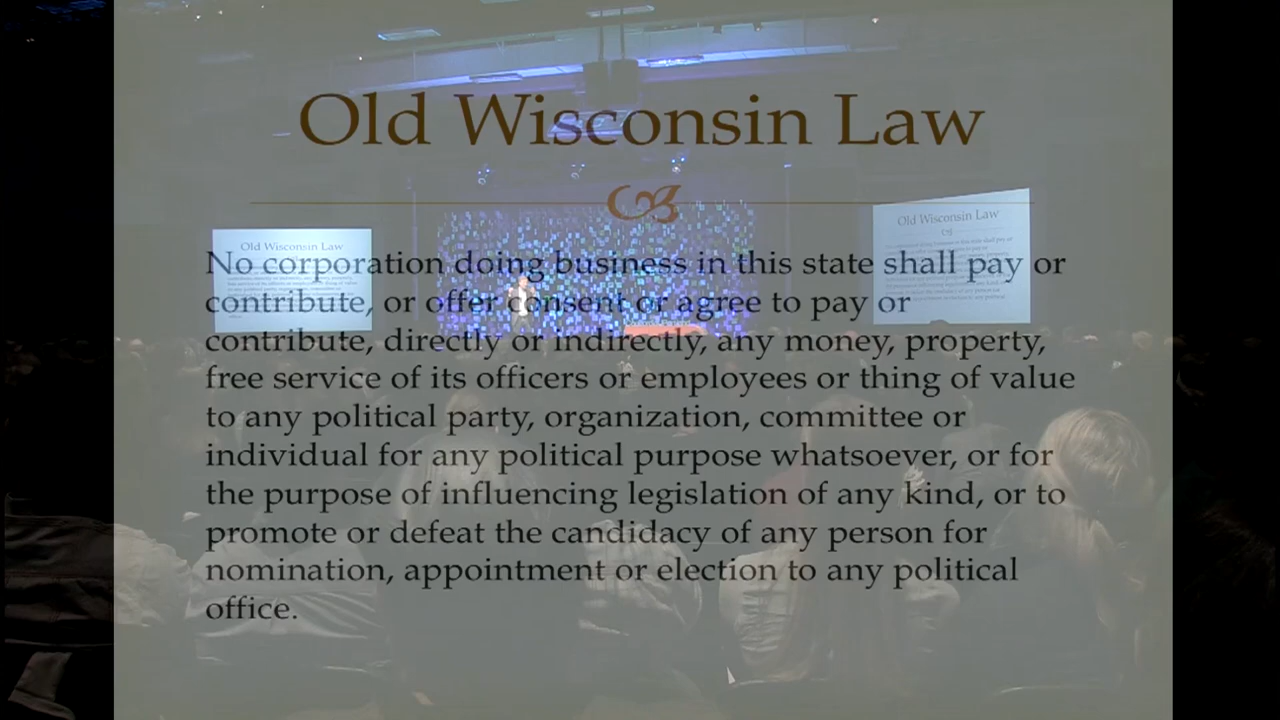 Old Wisconsin Law
No corporation doing business in this state shall pay or
contribute, or offer consent or agree to pay or
contribute, directly or indirectly, any money, property,
free service of its officers or employees or thing of value
to any political party, organization, committee or
individual for any political purpose whatsoever, or for
the purpose of influencing legislation of any kind, or to
promote or defeat the candidacy of any person for
nomination, appointment or election to any political
office.
Old Wisconsin Law
Old Wisconsin Law